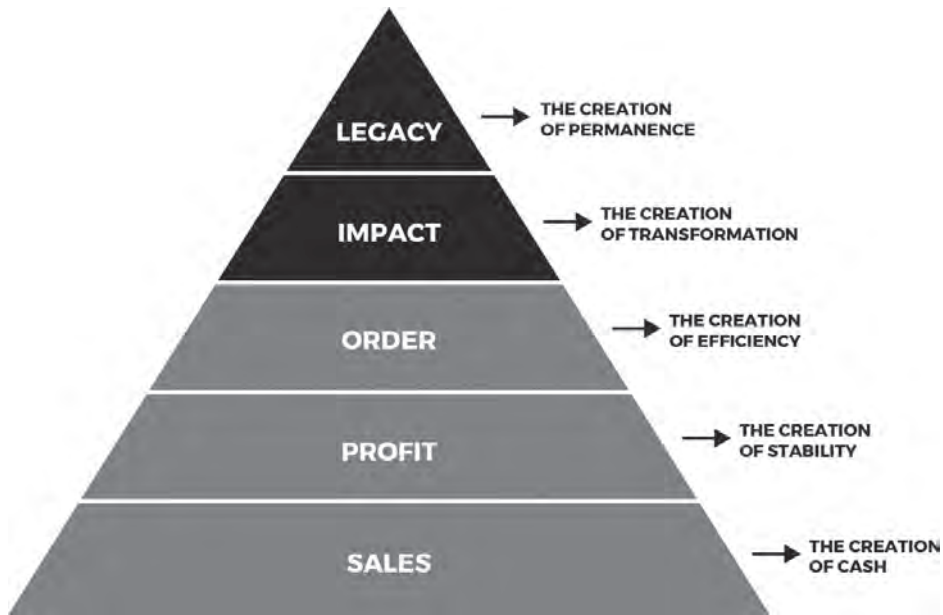 LEGACY
THE CREATION
OF PERMANENCE
IMPACT
THE CREATION
OF TRANSFORMATION
ORDER
THE CREATION
OF EFFICIENCY
PROFIT
THE CREATION
OF STABILITY
SALES
THE CREATION
OF CASH